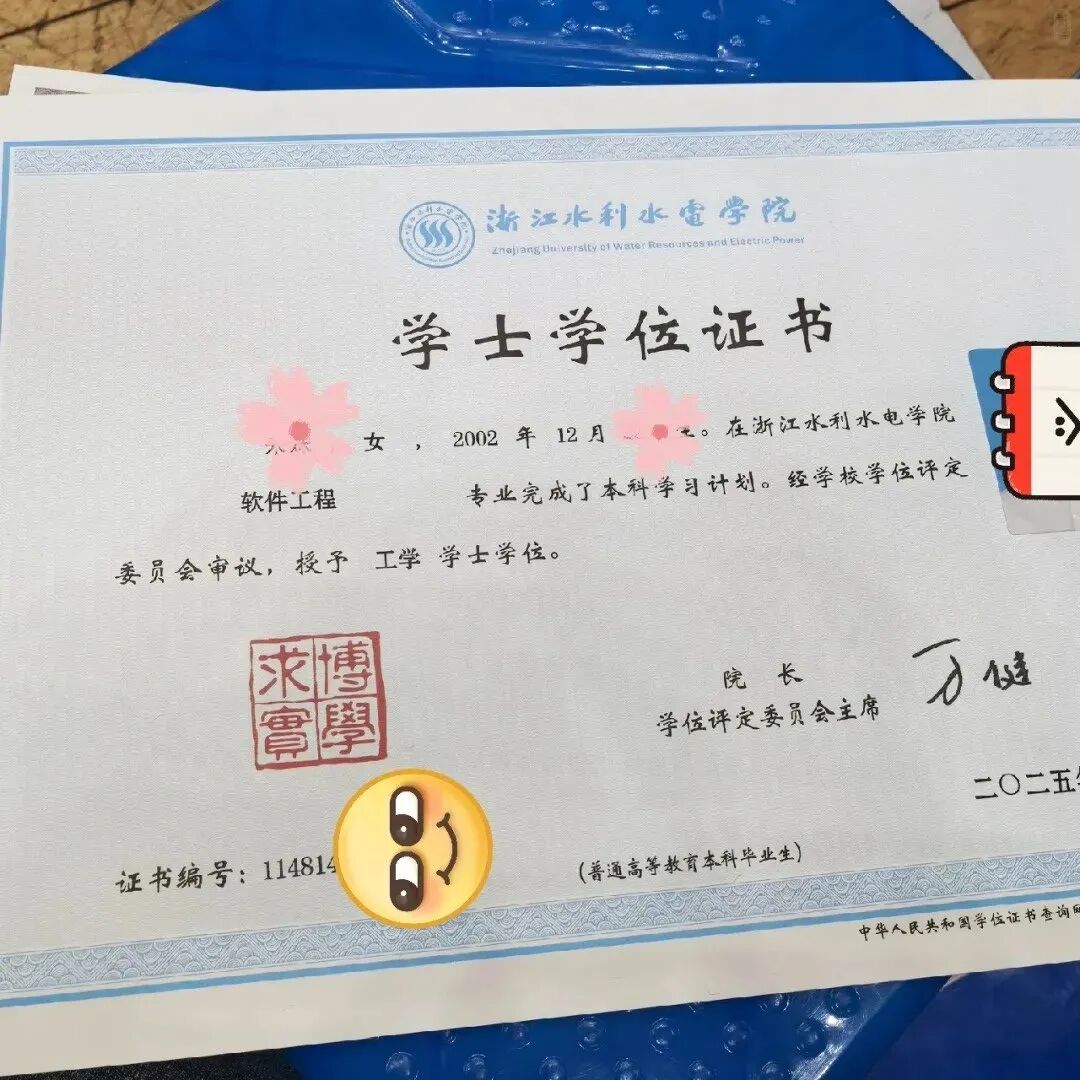 浙江水利水電学院
Zhejiang University of Water Resources and Electric Power
学士学位证书
女 , 2002 年 12 月 。在浙江水利水电学院
软件工程 专业完成了本科学习计划。经学校学位评定
委员会审议,授予 工学 学士学位。
博學
求實
院 长
万健
学位评定委员会主席
二〇二五年
证书编号:114814
(普通高等教育本科毕业生)
中华人民共和国学位证书查询网